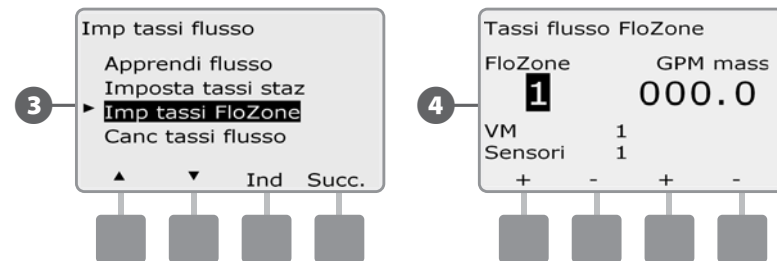 3
Imp tassi flusso
Apprendi flusso
Imposta tassi staz
► Imp tassi FloZone
Canc tassi flusso
▲ ▼ Ind Succ.
4
Tassi flusso FloZone
FloZone GPM mass
1 000.0
VM 1
Sensori 1
+ - + -